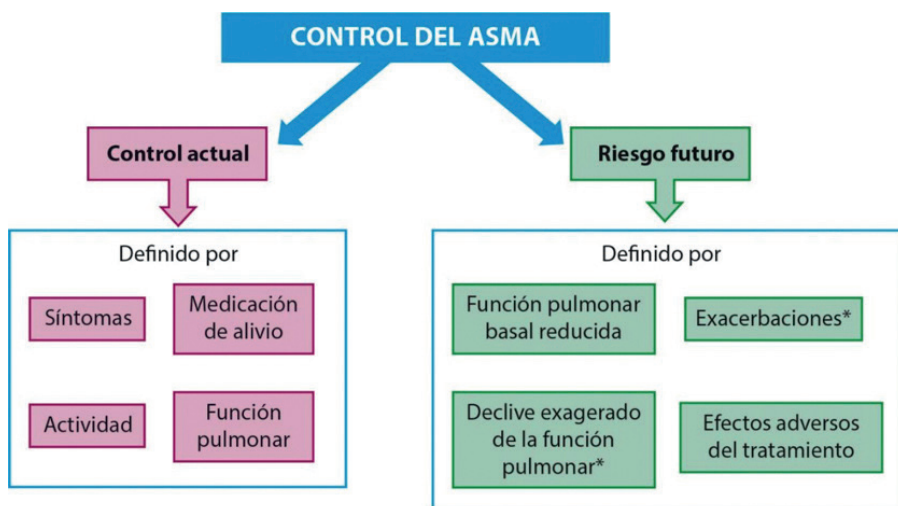 CONTROL DEL ASMA
Control actual
Riesgo futuro
Definido por
Síntomas
Medicación
de alivio
Actividad
Función
pulmonar
Definido por
Función pulmonar
basal reducida
Exacerbaciones*
Declive exagerado
de la función
pulmonar*
Efectos adversos
del tratamiento